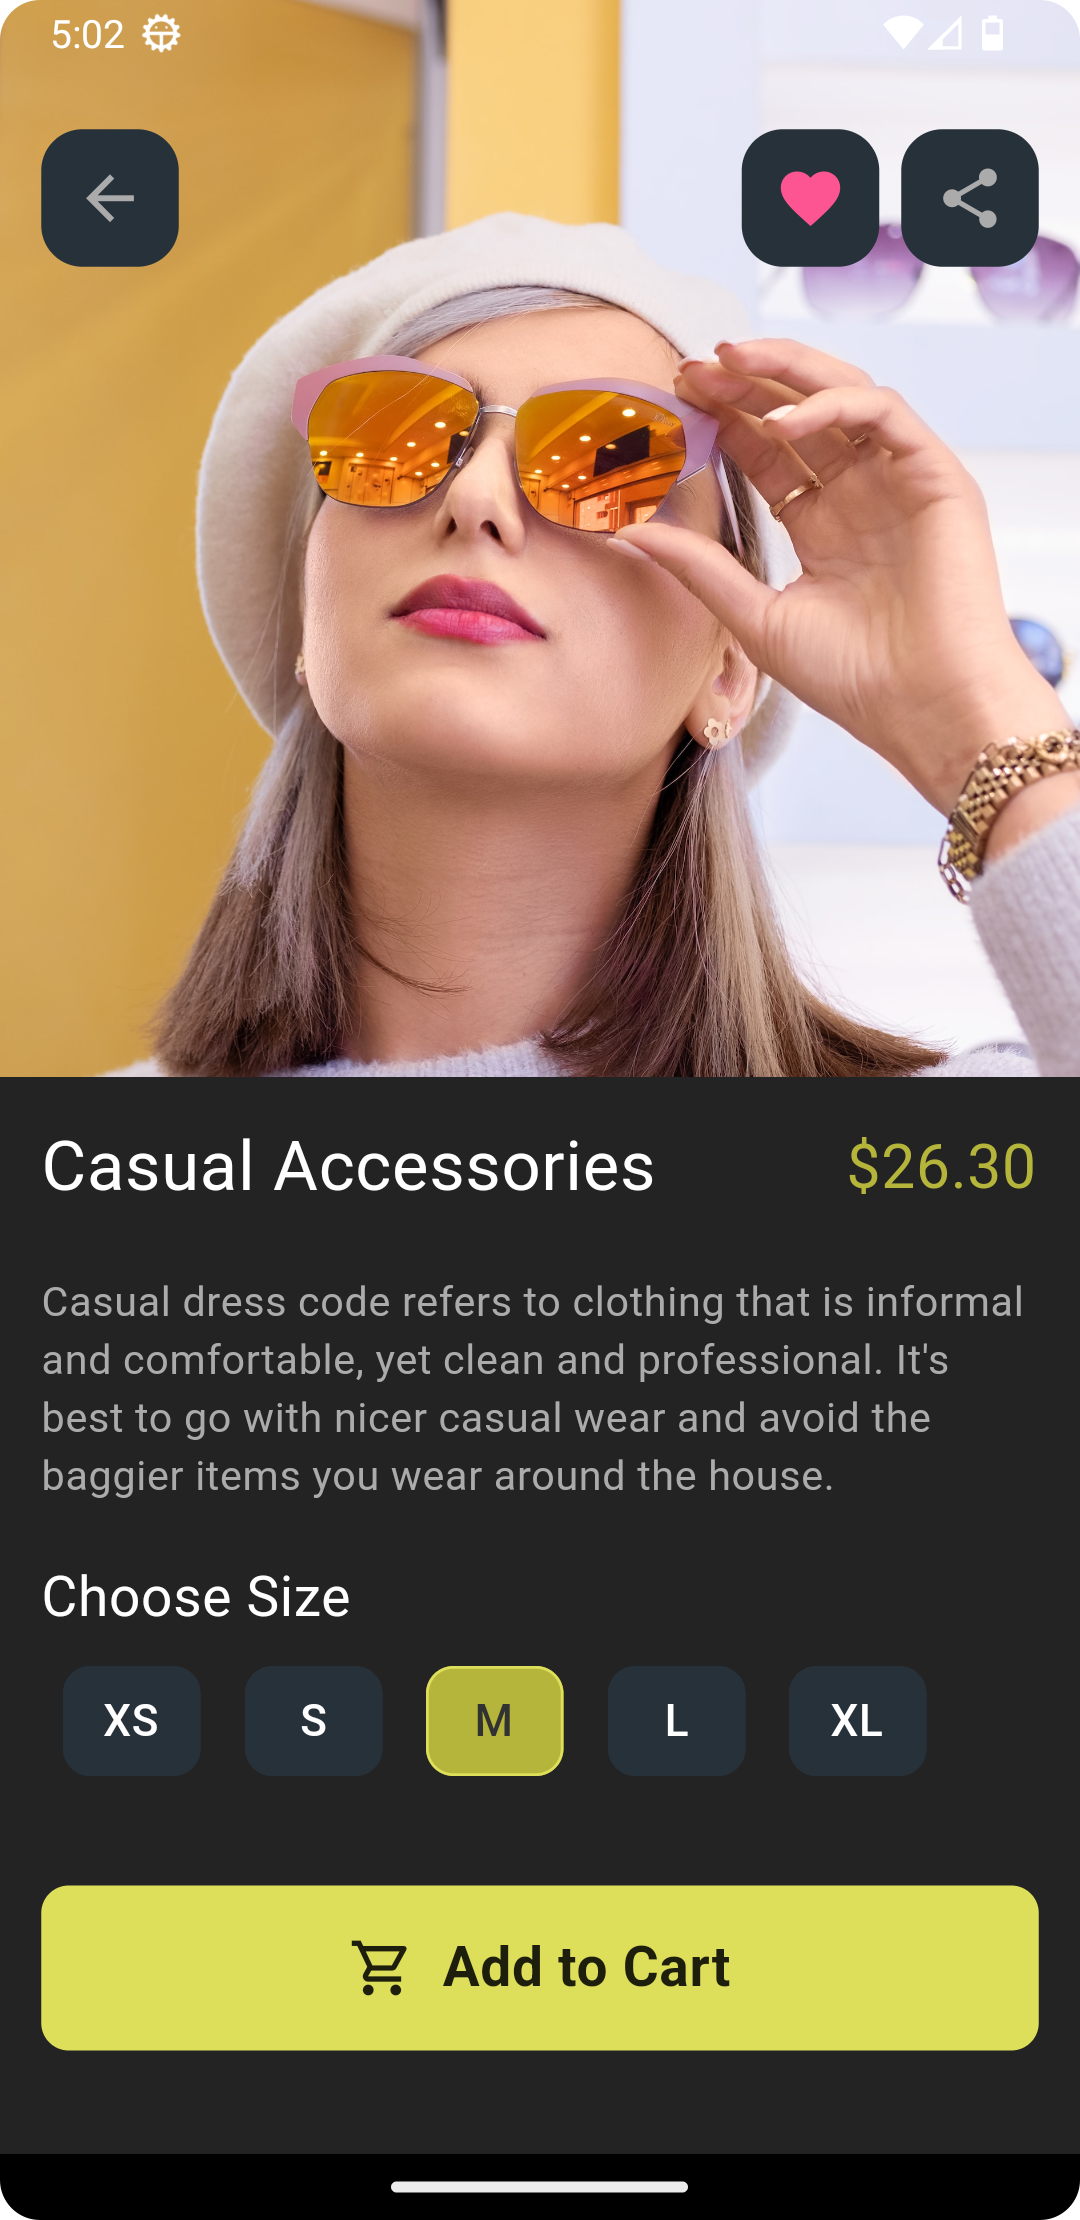 5:02
Casual Accessories
$26.30
Casual dress code refers to clothing that is informal
and comfortable, yet clean and professional. It's
best to go with nicer casual wear and avoid the
baggier items you wear around the house.
Choose Size
XS S M L XL
Add to Cart